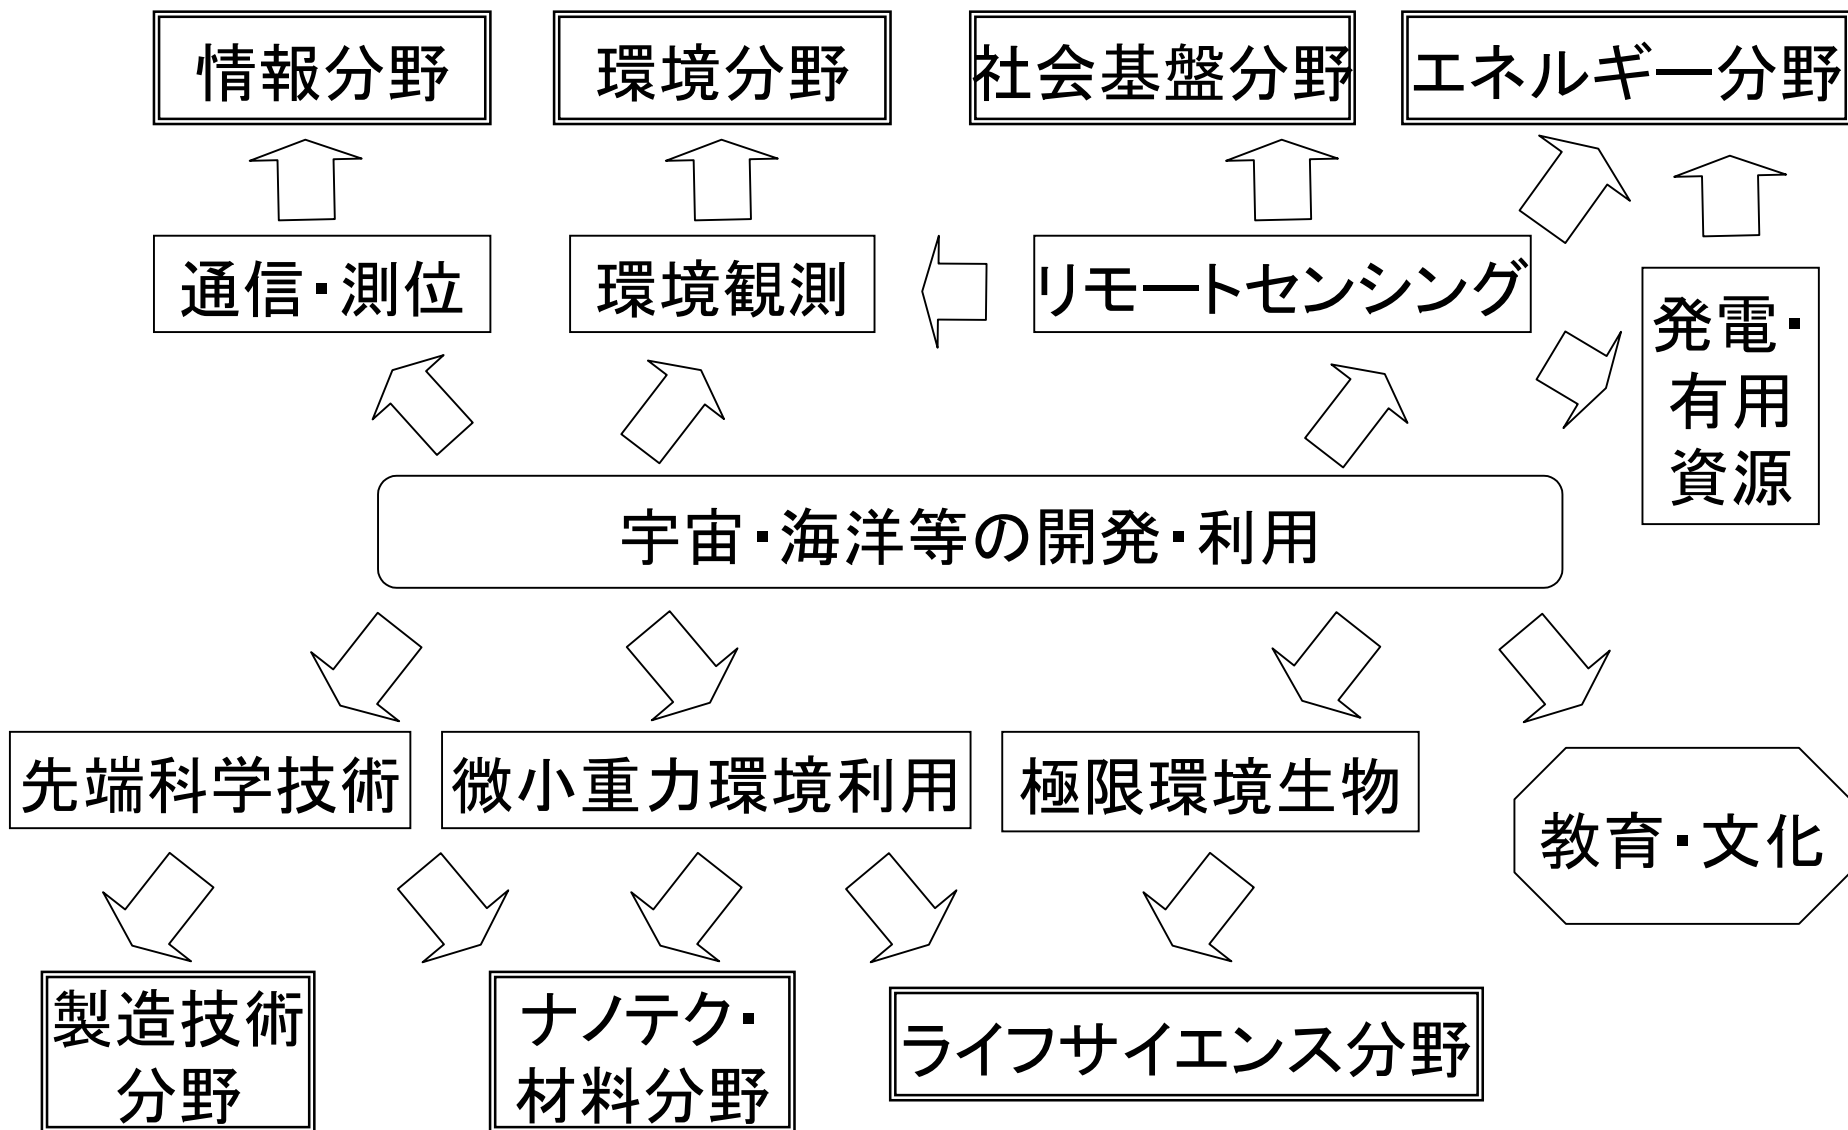 情報分野
環境分野
社会基盤分野
エネルギー分野
通信・測位
環境観測
リモートセンシング
発電・
有用
資源
宇宙・海洋等の開発・利用
先端科学技術
微小重力環境利用
極限環境生物
教育・文化
製造技術
分野
ナノテク・
材料分野
ライフサイエンス分野